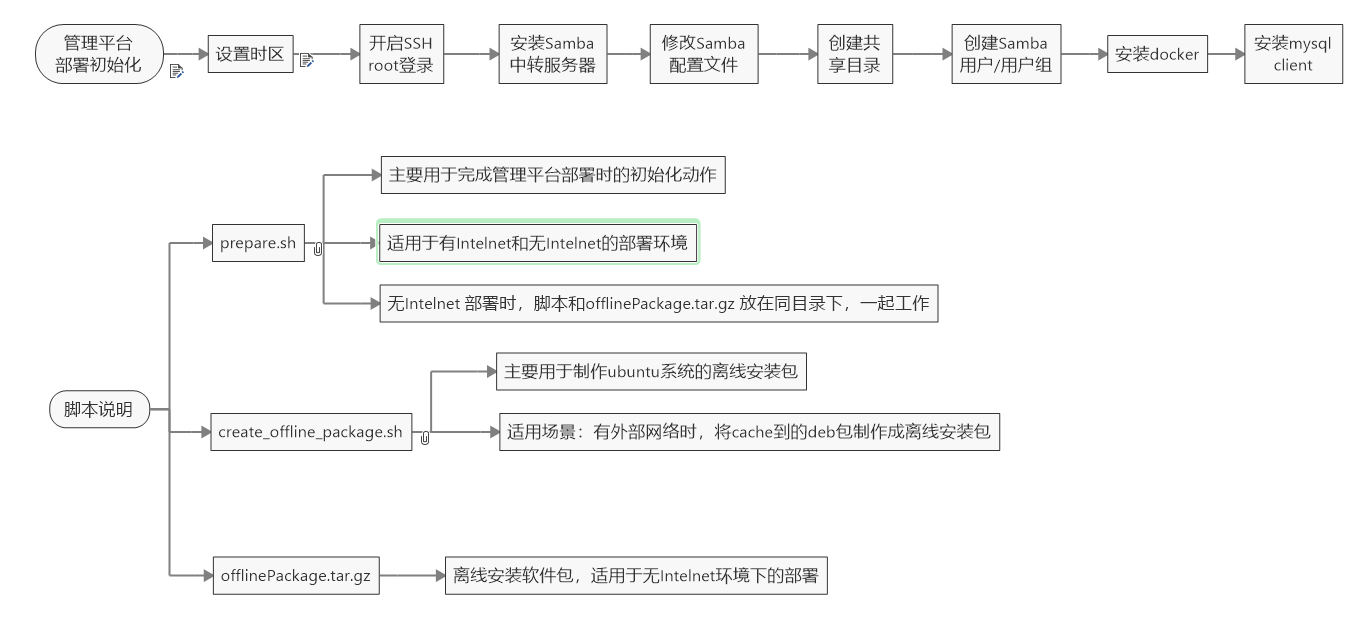 管理平台
部署初始化
设置时区
开启SSH
root登录
安装Samba
中转服务器
修改Samba
配置文件
创建共
享目录
创建Samba
用户/用户组
安装docker
安装mysql
client
主要用于完成管理平台部署时的初始化动作
prepare.sh
适用于有Intelnet和无Intelnet的部署环境
无Intelnet 部署时，脚本和offlinePackage.tar.gz 放在同目录下，一起工作
主要用于制作ubuntu系统的离线安装包
脚本说明
create_offline_package.sh
适用场景：有外部网络时，将cache到的deb包制作成离线安装包
offlinePackage.tar.gz
离线安装软件包，适用于无Intelnet环境下的部署